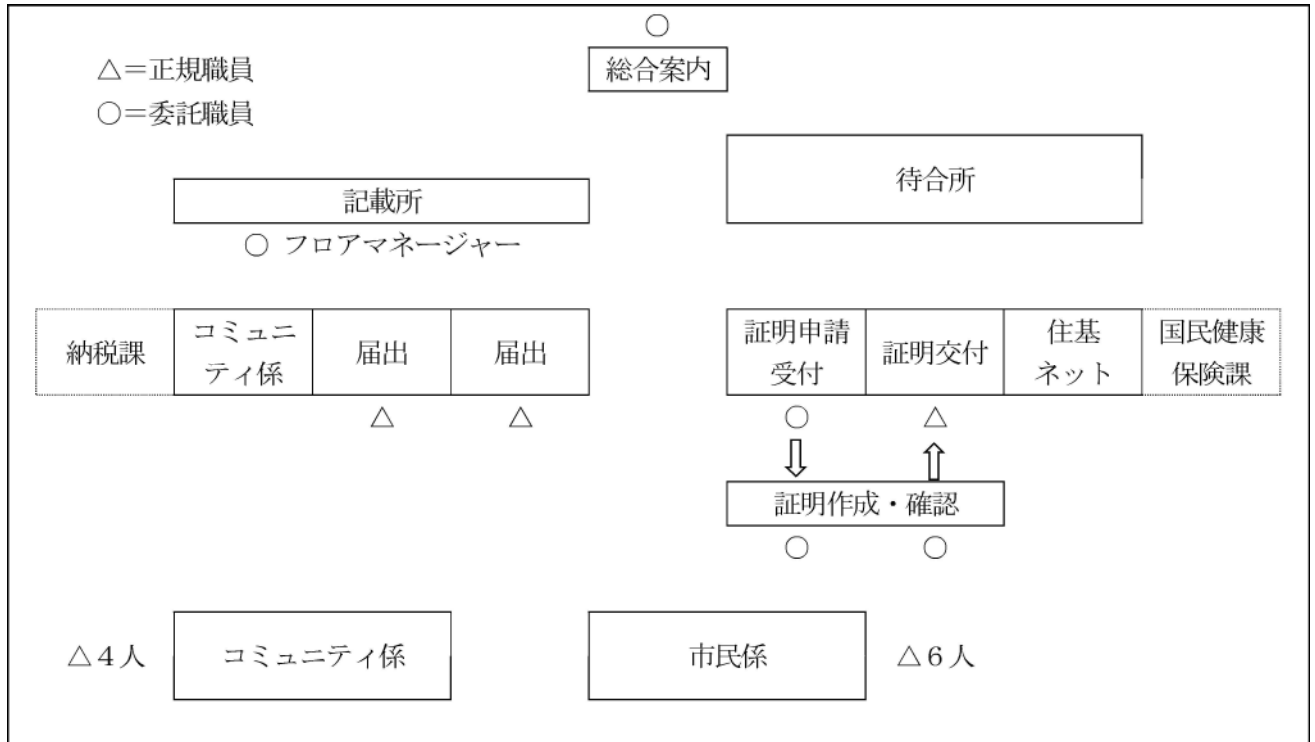 ○
総合案内
△=正規職員
○=委託職員
待合所
記載所
○ フロアマネージャー
納税課
コミュニ
ティ係
届出
届出
証明申請
受付
証明交付
住基
ネット
国民健康
保険課
△
△
○
△
⇩
⇧
証明作成・確認
○
○
△4人
コミュニティ係
市民係
△6人